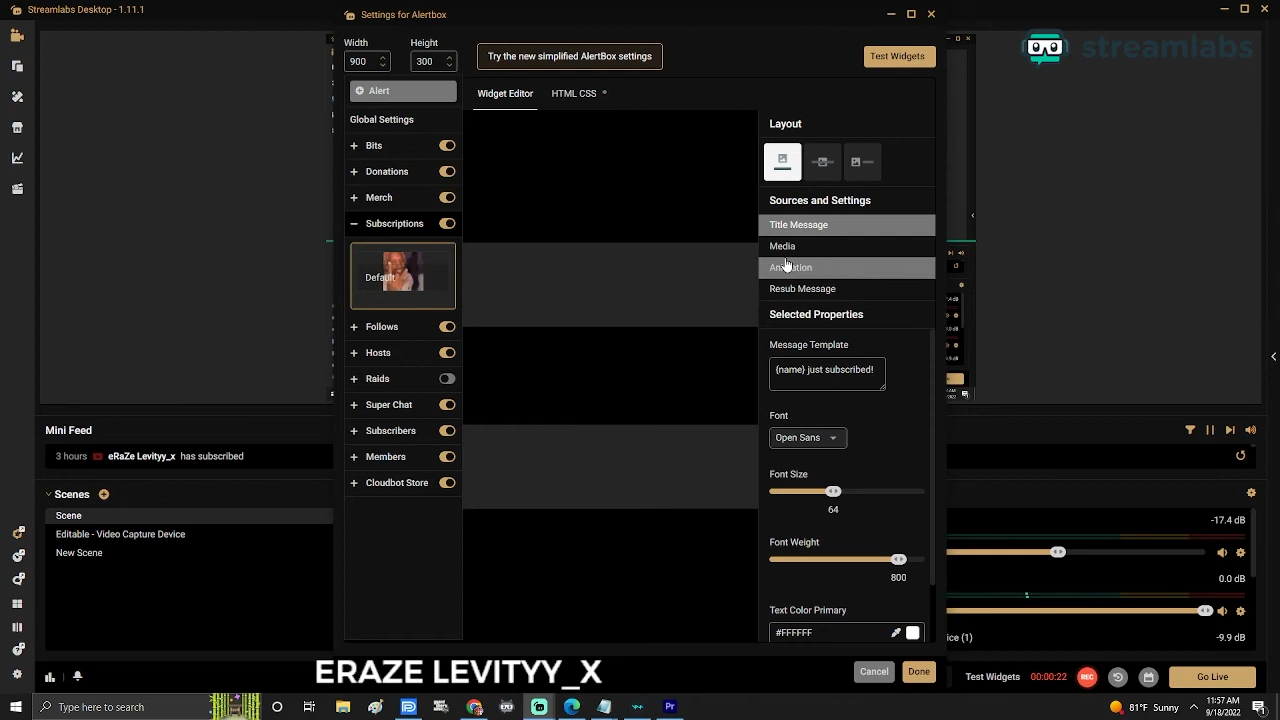 Streamlabs Desktop - 1.11.1
Settings for Alertbox
streamlabs
Width
Height
900
300
Try the new simplified AlertBox settings
Test Widgets
Alert
Widget Editor
HTML CSS
Global Settings
Bits
Donations
Merch
Subscriptions
Default
Follows
Hosts
Raids
Super Chat
Subscribers
Members
Cloudbot Store
Layout
Sources and Settings
Title Message
Media
Animation
Resub Message
Selected Properties
Message Template
{name} just subscribed!
Font
Open Sans
Font Size
64
Font Weight
800
Text Color Primary
#FFFFFF
Cancel
Done
Mini Feed
3 hours eRaZe Levityy_x has subscribed
Scenes
Scene
Editable - Video Capture Device
New Scene
-17.4 dB
0.0 dB
-9.9 dB
Test Widgets
REC
00:00:22
Go Live
ERAZE LEVITYY_X
Type here to search
81°F Sunny
11:57 AM
9/18/2022